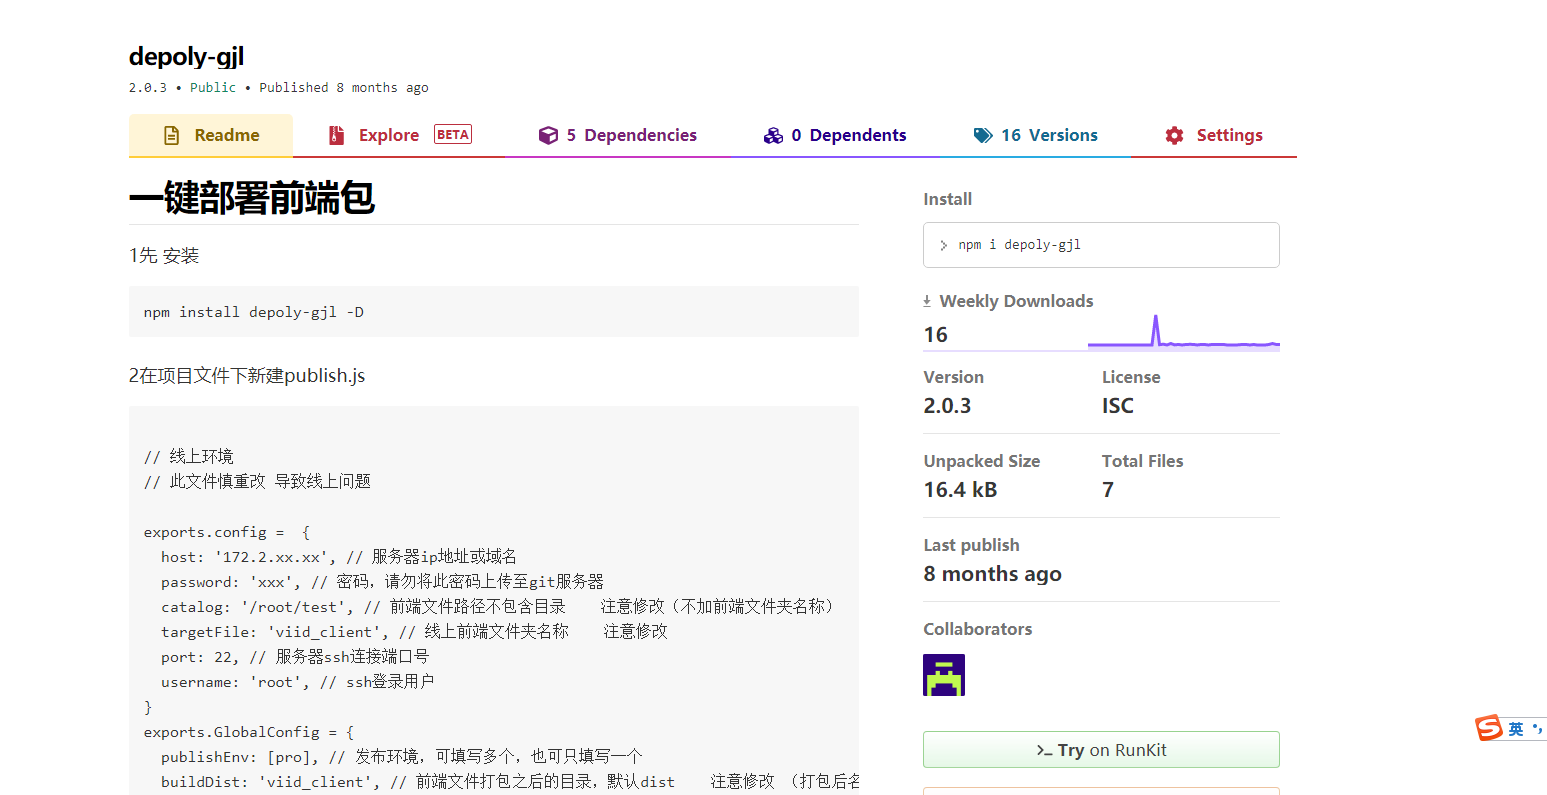 depoly-gjl
2.0.3 • Public • Published 8 months ago
Readme
Explore BETA
5 Dependencies
0 Dependents
16 Versions
Settings
一键部署前端包
1先 安装
npm install depoly-gjl -D
2在项目文件下新建publish.js
// 线上环境
// 此文件慎重改 导致线上问题
exports.config =  {
host: '172.2.xx.xx', // 服务器ip地址或域名
password: 'xxx', // 密码，请勿将此密码上传至git服务器
catalog: '/root/test', // 前端文件路径不包含目录    注意修改（不加前端文件夹名称）
targetFile: 'viid_client', // 线上前端文件夹名称    注意修改
port: 22, // 服务器ssh连接端口号
username: 'root', // ssh登录用户
}
exports.GlobalConfig = {
publishEnv: [pro], // 发布环境，可填写多个，也可只填写一个
buildDist: 'viid_client', // 前端文件打包之后的目录，默认dist    注意修改 （打包后名
Install
> npm i depoly-gjl
Weekly Downloads
16
Version
2.0.3
License
ISC
Unpacked Size
16.4 kB
Total Files
7
Last publish
8 months ago
Collaborators
Try on RunKit
S 英 •,